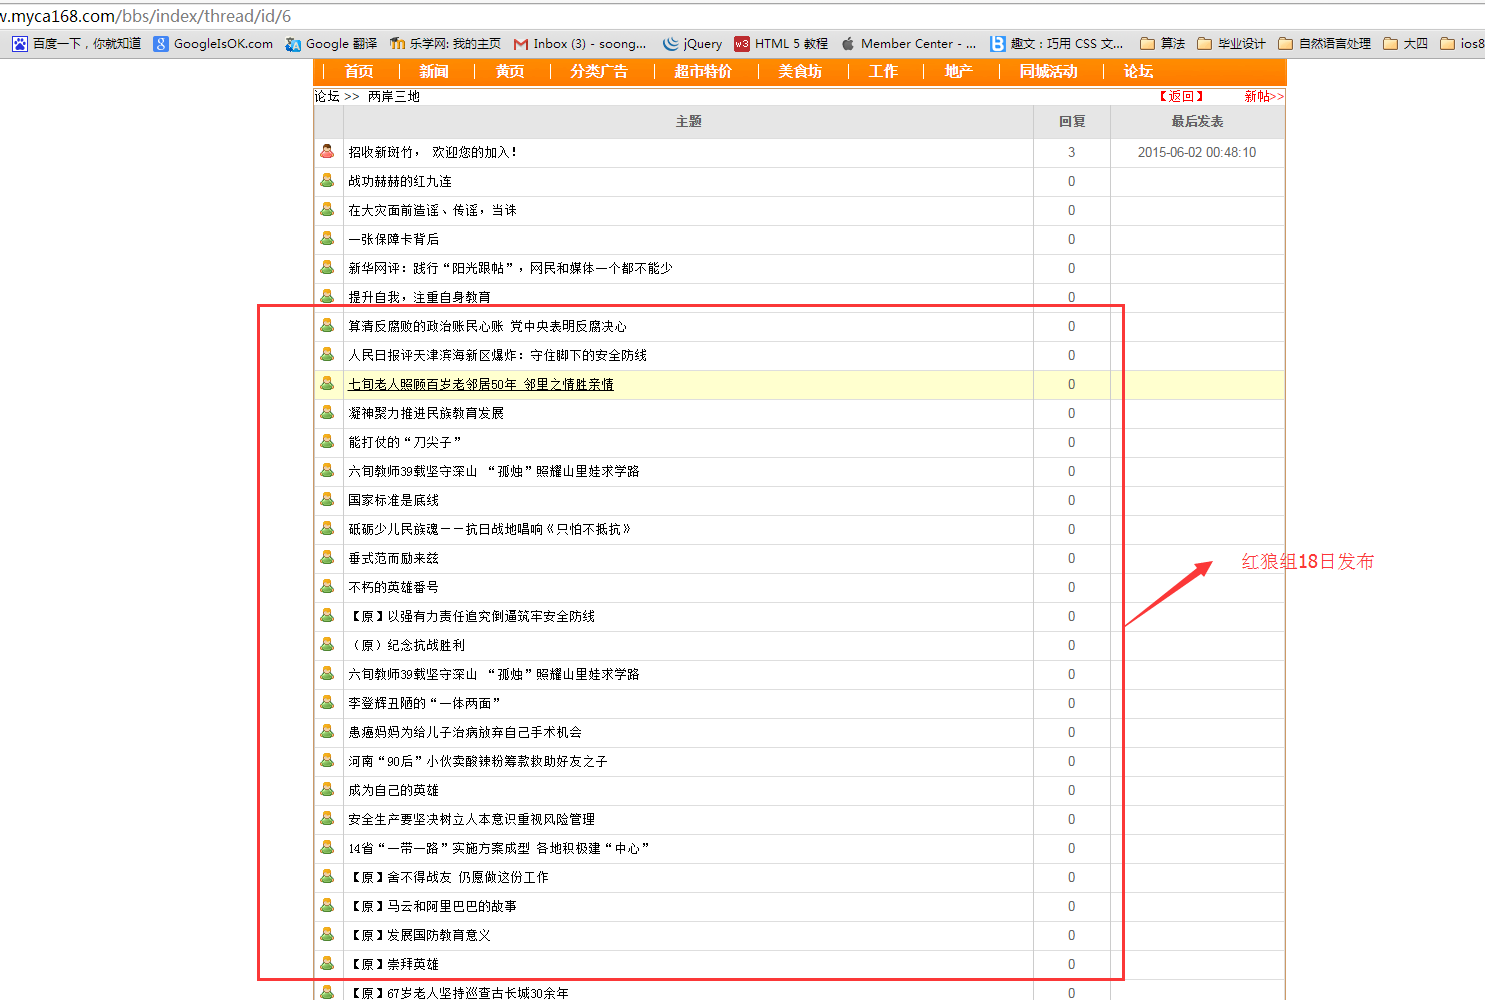 w.myca168.com/bbs/index/thread/id/6
百度一下，你就知道 GoogleIsOK.com Google 翻译 乐学网: 我的主页 Inbox (3) - soong... jQuery HTML 5 教程 Member Center - ... 趣文：巧用 CSS 文... 算法 毕业设计 自然语言处理 大四 ios8
首页 新闻 黄页 分类广告 超市特价 美食坊 工作 地产 同城活动 论坛
论坛 >> 两岸三地 【返回】 新帖>>
主题 回复 最后发表
招收新斑竹， 欢迎您的加入！ 3 2015-06-02 00:48:10
战功赫赫的红九连 0
在大灾面前造谣、传谣，当诛 0
一张保障卡背后 0
新华网评：践行“阳光跟帖”，网民和媒体一个都不能少 0
提升自我，注重自身教育 0
算清反腐败的政治账民心账 党中央表明反腐决心 0
人民日报评天津滨海新区爆炸：守住脚下的安全防线 0
七旬老人照顾百岁老邻居50年 邻里之情胜亲情 0
凝神聚力推进民族教育发展 0
能打仗的“刀尖子” 0
六旬教师39载坚守深山 “孤烛”照耀山里娃求学路 0
国家标准是底线 0
砥砺少儿民族魂－－抗日战地唱响《只怕不抵抗》 0
垂式范而励来兹 0
红狼组18日发布
不朽的英雄番号 0
【原】以强有力责任追究倒逼筑牢安全防线 0
（原）纪念抗战胜利 0
六旬教师39载坚守深山 “孤烛”照耀山里娃求学路 0
李登辉丑陋的“一体两面” 0
患癌妈妈为给儿子治病放弃自己手术机会 0
河南“90后”小伙卖酸辣粉筹款救助好友之子 0
成为自己的英雄 0
安全生产要坚决树立人本意识重视风险管理 0
14省“一带一路”实施方案成型 各地积极建“中心” 0
【原】舍不得战友 仍愿做这份工作 0
【原】马云和阿里巴巴的故事 0
【原】发展国防教育意义 0
【原】崇拜英雄 0
【原】67岁老人坚持巡查古长城30余年 0